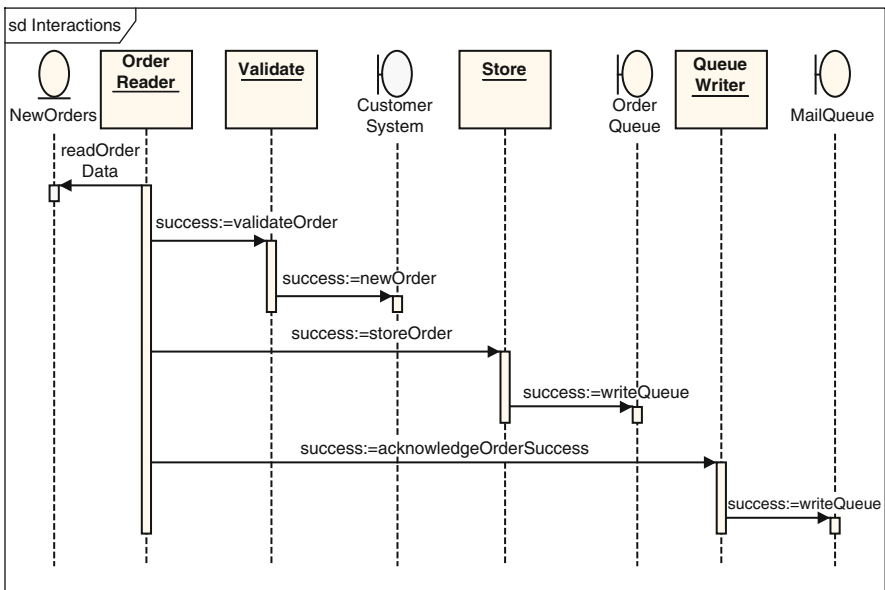 sd Interactions
Order
Reader
Validate
Store
Queue
Writer
NewOrders
Customer
System
Order
Queue
MailQueue
readOrder
Data
success:=validateOrder
success:=newOrder
success:=storeOrder
success:=writeQueue
success:=acknowledgeOrderSuccess
success:=writeQueue